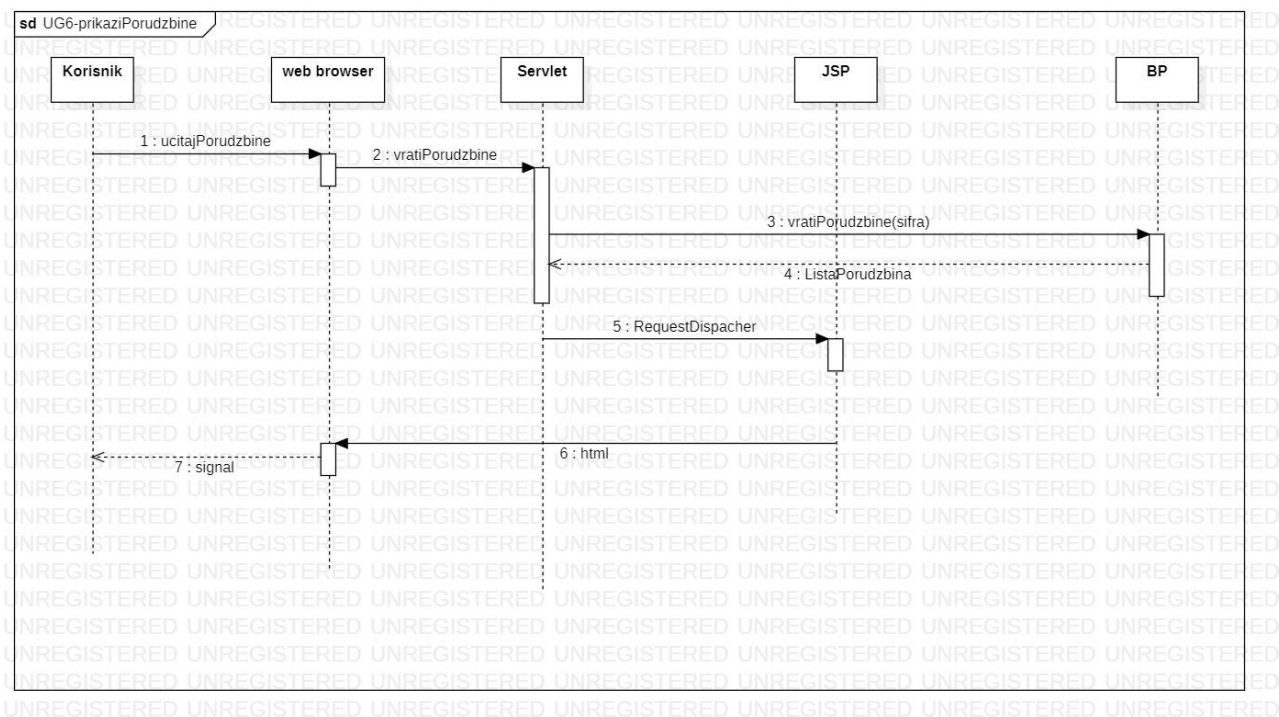 sd UG6-prikaziPorudzbine
Korisnik
web browser
Servlet
JSP
BP
1 : ucitajPorudzbine
2 : vratiPorudzbine
3 : vratiPorudzbine(sifra)
4 : ListaPorudzbina
5 : RequestDispacher
6 : html
7 : signal
UNREGISTERED